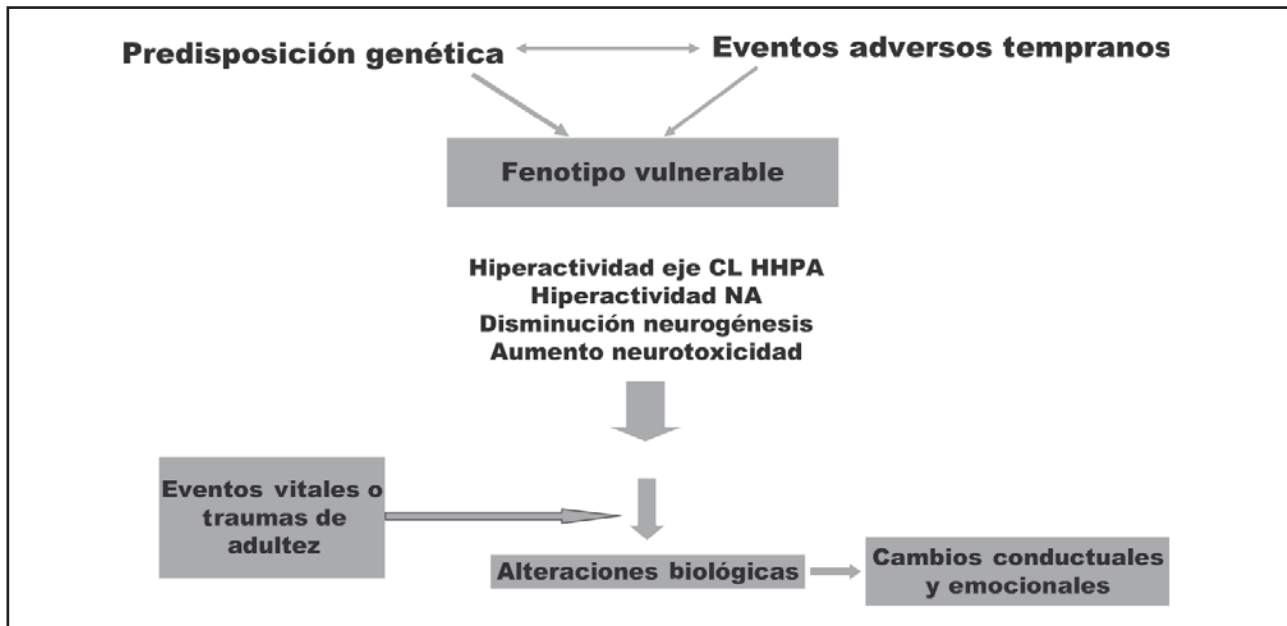 Predisposición genética
Eventos adversos tempranos
Fenotipo vulnerable
Hiperactividad eje CL HHPA
Hiperactividad NA
Disminución neurogénesis
Aumento neurotoxicidad
Eventos vitales o
traumas de
adultez
Alteraciones biológicas
Cambios conductuales
y emocionales